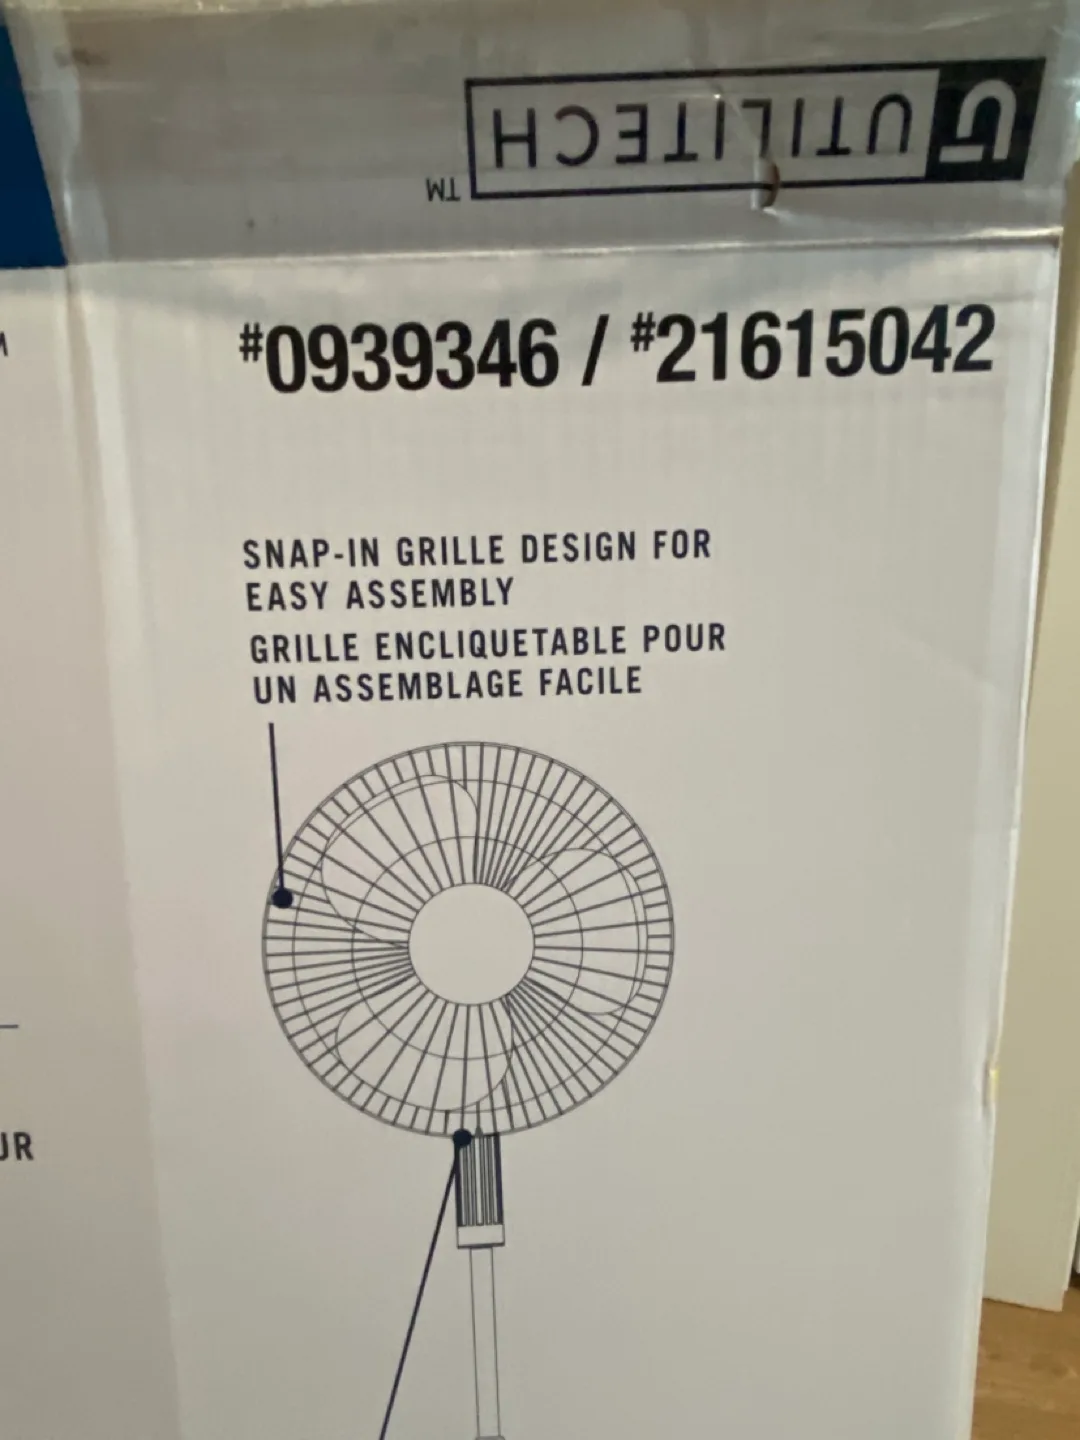 UTILITECH
TM
#0939346 / #21615042
SNAP-IN GRILLE DESIGN FOR
EASY ASSEMBLY
GRILLE ENCLIQUETABLE POUR
UN ASSEMBLAGE FACILE